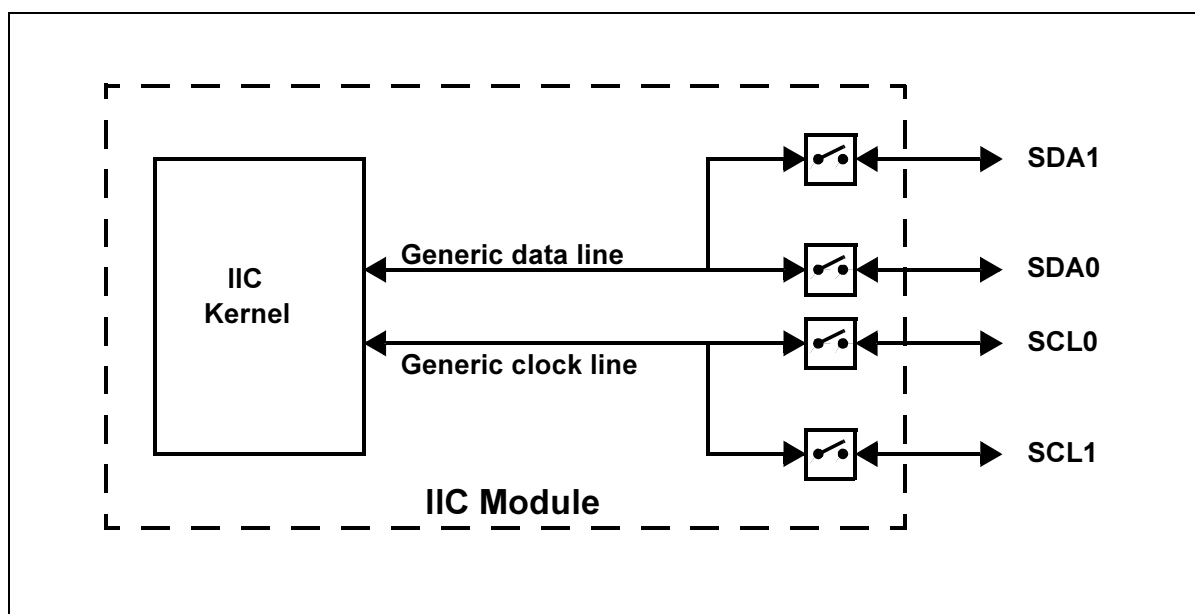 SDA1
Generic data line
SDA0
IIC
Kernel
SCL0
Generic clock line
SCL1
IIC Module